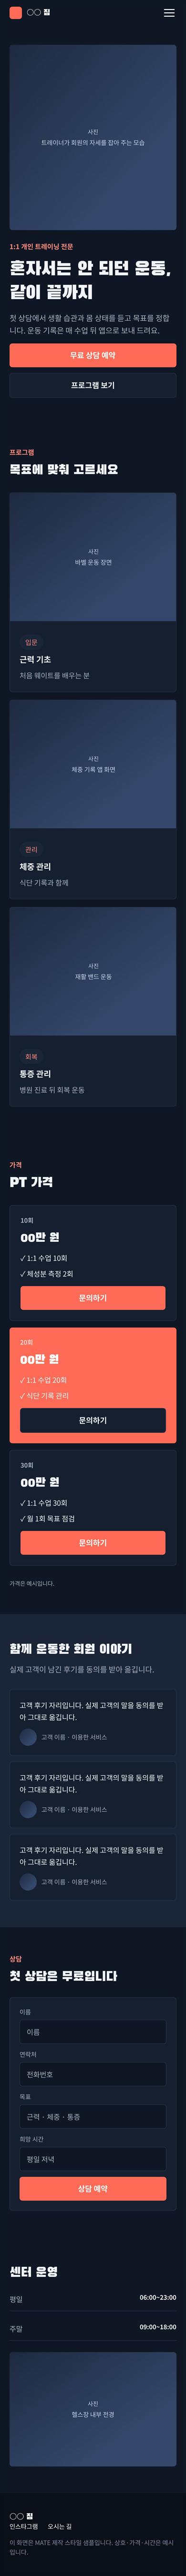 ○○ 짐
사진
트레이너가 회원의 자세를 잡아 주는 모습
1:1 개인 트레이닝 전문
혼자서는 안 되던 운동,
같이 끝까지
첫 상담에서 생활 습관과 몸 상태를 듣고 목표를 정합
니다. 운동 기록은 매 수업 뒤 앱으로 보내 드려요.
무료 상담 예약
프로그램 보기
프로그램
목표에 맞춰 고르세요
사진
바벨 운동 장면
입문
근력 기초
처음 웨이트를 배우는 분
사진
체중 기록 앱 화면
관리
체중 관리
식단 기록과 함께
사진
재활 밴드 운동
회복
통증 관리
병원 진료 뒤 회복 운동
가격
PT 가격
10회
00만 원
✓ 1:1 수업 10회
✓ 체성분 측정 2회
문의하기
20회
00만 원
✓ 1:1 수업 20회
✓ 식단 기록 관리
문의하기
30회
00만 원
✓ 1:1 수업 30회
✓ 월 1회 목표 점검
문의하기
가격은 예시입니다.
함께 운동한 회원 이야기
실제 고객이 남긴 후기를 동의를 받아 옮깁니다.
고객 후기 자리입니다. 실제 고객의 말을 동의를 받
아 그대로 옮깁니다.
고객 이름 · 이용한 서비스
고객 후기 자리입니다. 실제 고객의 말을 동의를 받
아 그대로 옮깁니다.
고객 이름 · 이용한 서비스
고객 후기 자리입니다. 실제 고객의 말을 동의를 받
아 그대로 옮깁니다.
고객 이름 · 이용한 서비스
상담
첫 상담은 무료입니다
이름
이름
연락처
전화번호
목표
근력 · 체중 · 통증
희망 시간
평일 저녁
상담 예약
센터 운영
평일 06:00~23:00
주말 09:00~18:00
사진
헬스장 내부 전경
○○ 짐
인스타그램 오시는 길
이 화면은 MATE 제작 스타일 샘플입니다. 상호·가격·시간은 예시
입니다.